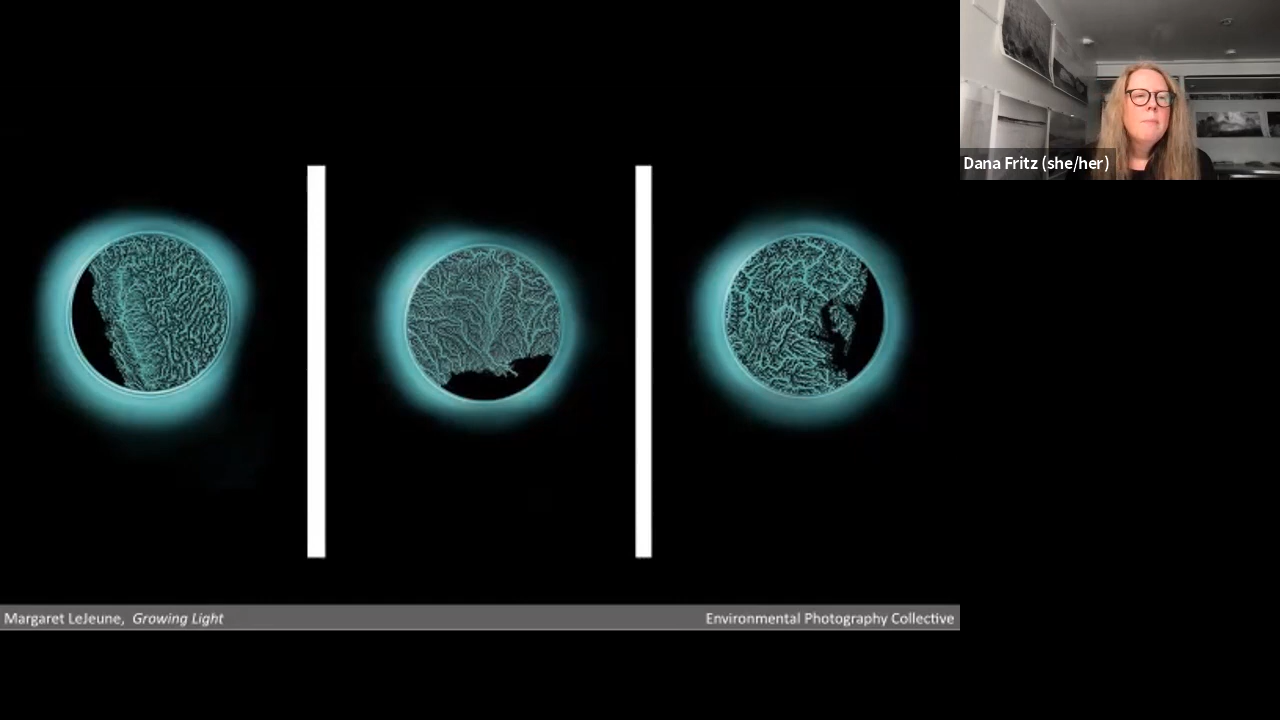 Dana Fritz (she/her)
Margaret LeJeune, Growing Light
Environmental Photography Collective